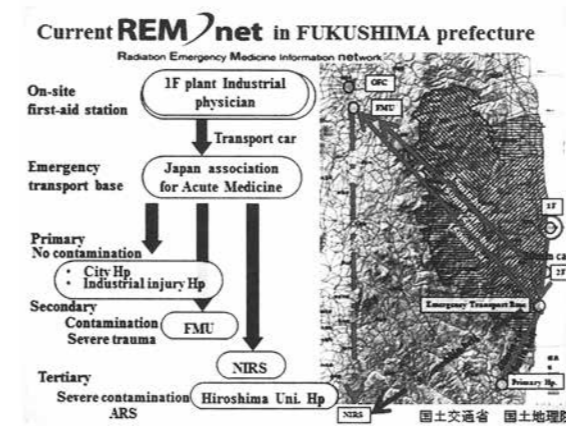 Current REM net in FUKUSHIMA prefecture
Radiation Emergency Medicine Information network
On-site
first-aid station
1F plant Industrial
physician
Transport car
Emergency
transport base
Japan association
for Acute Medicine
Primary
No contamination
• City Hp
• Industrial injury Hp
Secondary
Contamination
Severe trauma
FMU
NIRS
Tertiary
Severe contamination
ARS
Hiroshima Uni. Hp
OFC
FMU
1F
2F
Emergency Transport Base
Primary Hp.
NIRS
国土交通省 国土地理院